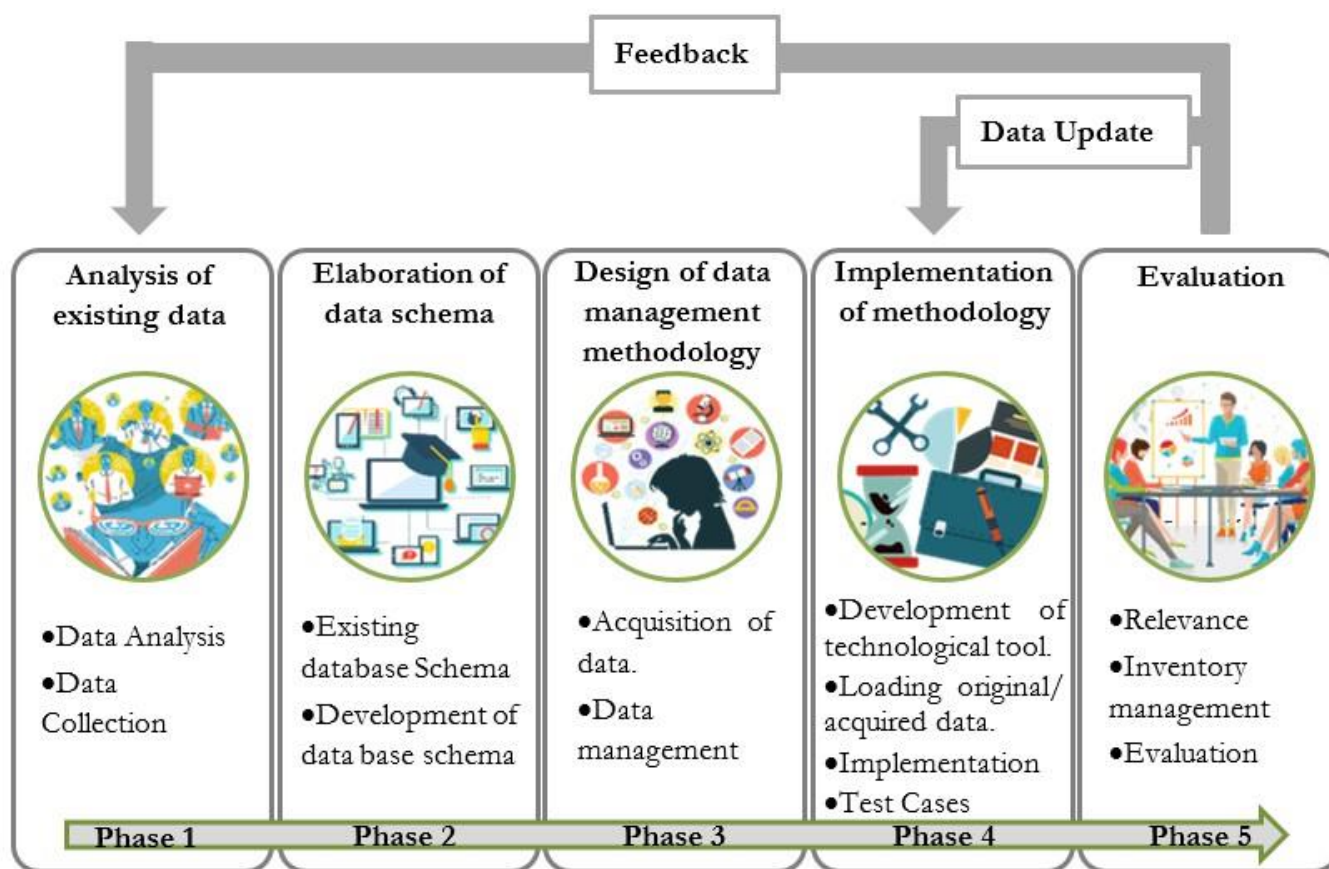 Feedback
Data Update
Analysis of
existing data
•Data Analysis
•Data
Collection
Phase 1
Elaboration of
data schema
•Existing
database Schema
•Development of
data base schema
Phase 2
Design of data
management
methodology
•Acquisition of
data.
•Data
management
Phase 3
Implementation
of methodology
•Development of
technological tool.
•Loading original/
acquired data.
•Implementation
•Test Cases
Phase 4
Evaluation
•Relevance
•Inventory
management
•Evaluation
Phase 5